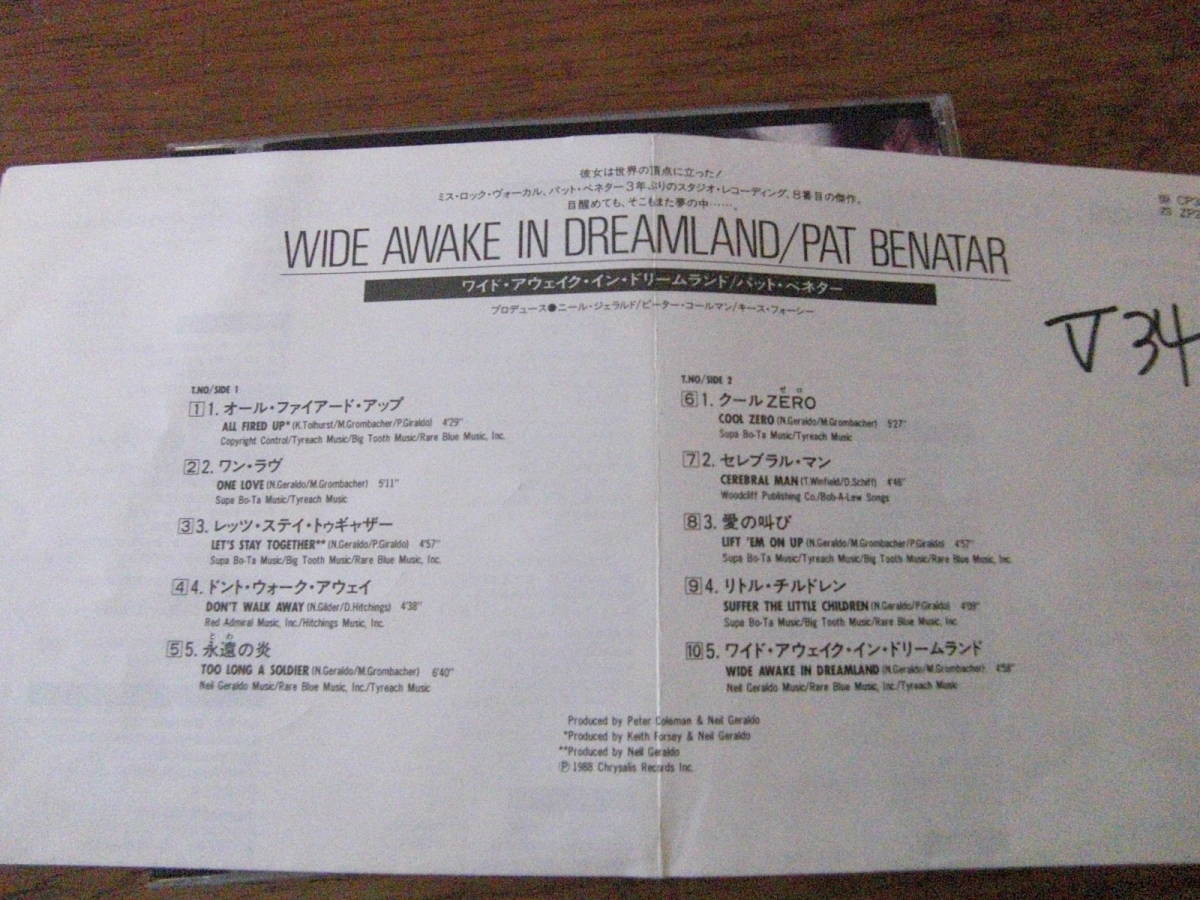 彼女は世界の頂点に立った!
ミス・ロック・ヴォーカル、パット・ベネター3年ぶりのスタジオ・レコーディング、8番目の傑作。
目醒めても、そこもまた夢の中……。
CP3
ZP3
WIDE AWAKE IN DREAMLAND/PAT BENATAR
ワイド・アウェイク・イン・ドリームランド/パット・ベネター
プロデュース●ニール・ジェラルド/ピーター・コールマン/キース・フォーシー
V34
T.NO/SIDE 1
1 1. オール・ファイアード・アップ
ALL FIRED UP* (K.Tolhurst/M.Grombacher/P.Giraldo) 4'29"
Copyright Control/Tyreach Music/Big Tooth Music/Rare Blue Music, Inc.
2 2. ワン・ラヴ
ONE LOVE (N.Geraldo/M.Grombacher) 5'11"
Supa Bo-Ta Music/Tyreach Music
3 3. レッツ・ステイ・トゥギャザー
LET'S STAY TOGETHER** (N.Geraldo/P.Giraldo) 4'57"
Supa Bo-Ta Music/Big Tooth Music/Rare Blue Music, Inc.
4 4. ドント・ウォーク・アウェイ
DON'T WALK AWAY (N.Gilder/D.Hitchings) 4'38"
Red Admiral Music, Inc./Hitchings Music, Inc.
とわ
5 5. 永遠の炎
TOO LONG A SOLDIER (N.Geraldo/M.Grombacher) 6'40"
Neil Geraldo Music/Rare Blue Music, Inc./Tyreach Music
T.NO/SIDE 2
ゼロ
6 1. クールZERO
COOL ZERO (N.Geraldo/M.Grombacher) 5'27"
Supa Bo-Ta Music/Tyreach Music
7 2. セレブラル・マン
CEREBRAL MAN (T.Winfield/D.Schiff) 4'46"
Woodcliff Publishing Co./Bob-A-Lew Songs
8 3. 愛の叫び
LIFT 'EM ON UP (N.Geraldo/M.Grombacher/P.Giraldo) 4'57"
Supa Bo-Ta Music/Tyreach Music/Big Tooth Music/Rare Blue Music, Inc.
9 4. リトル・チルドレン
SUFFER THE LITTLE CHILDREN (N.Geraldo/P.Giraldo) 4'09"
Supa Bo-Ta Music/Big Tooth Music/Rare Blue Music, Inc.
10 5. ワイド・アウェイク・イン・ドリームランド
WIDE AWAKE IN DREAMLAND (N.Geraldo/M.Grombacher) 4'58"
Neil Geraldo Music/Rare Blue Music, Inc./Tyreach Music
Produced by Peter Coleman & Neil Geraldo
*Produced by Keith Forsey & Neil Geraldo
**Produced by Neil Geraldo
Ⓟ 1988 Chrysalis Records Inc.